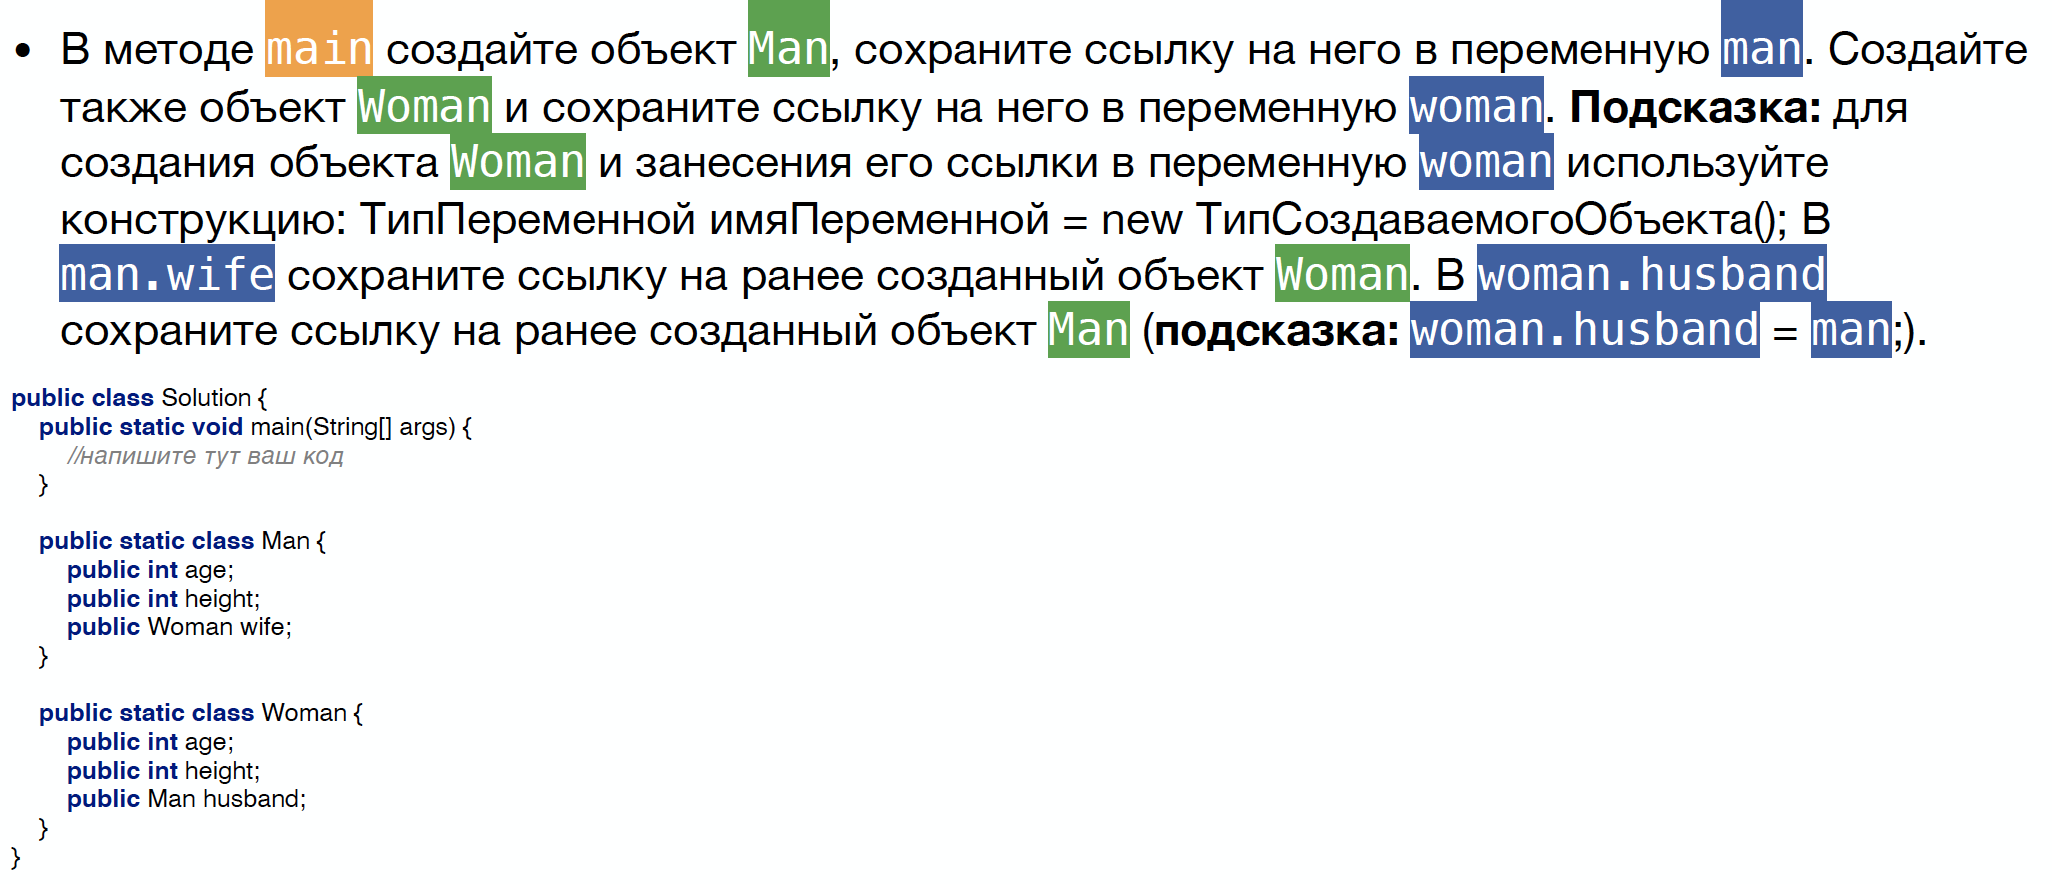 • В методе main создайте объект Man, сохраните ссылку на него в переменную man. Создайте
также объект Woman и сохраните ссылку на него в переменную woman. Подсказка: для
создания объекта Woman и занесения его ссылки в переменную woman используйте
конструкцию: ТипПеременной имяПеременной = new ТипСоздаваемогоОбъекта(); В
man.wife сохраните ссылку на ранее созданный объект Woman. В woman.husband
сохраните ссылку на ранее созданный объект Man (подсказка: woman.husband = man;).
public class Solution {
    public static void main(String[] args) {
        //напишите тут ваш код
    }

    public static class Man {
        public int age;
        public int height;
        public Woman wife;
    }

    public static class Woman {
        public int age;
        public int height;
        public Man husband;
    }
}